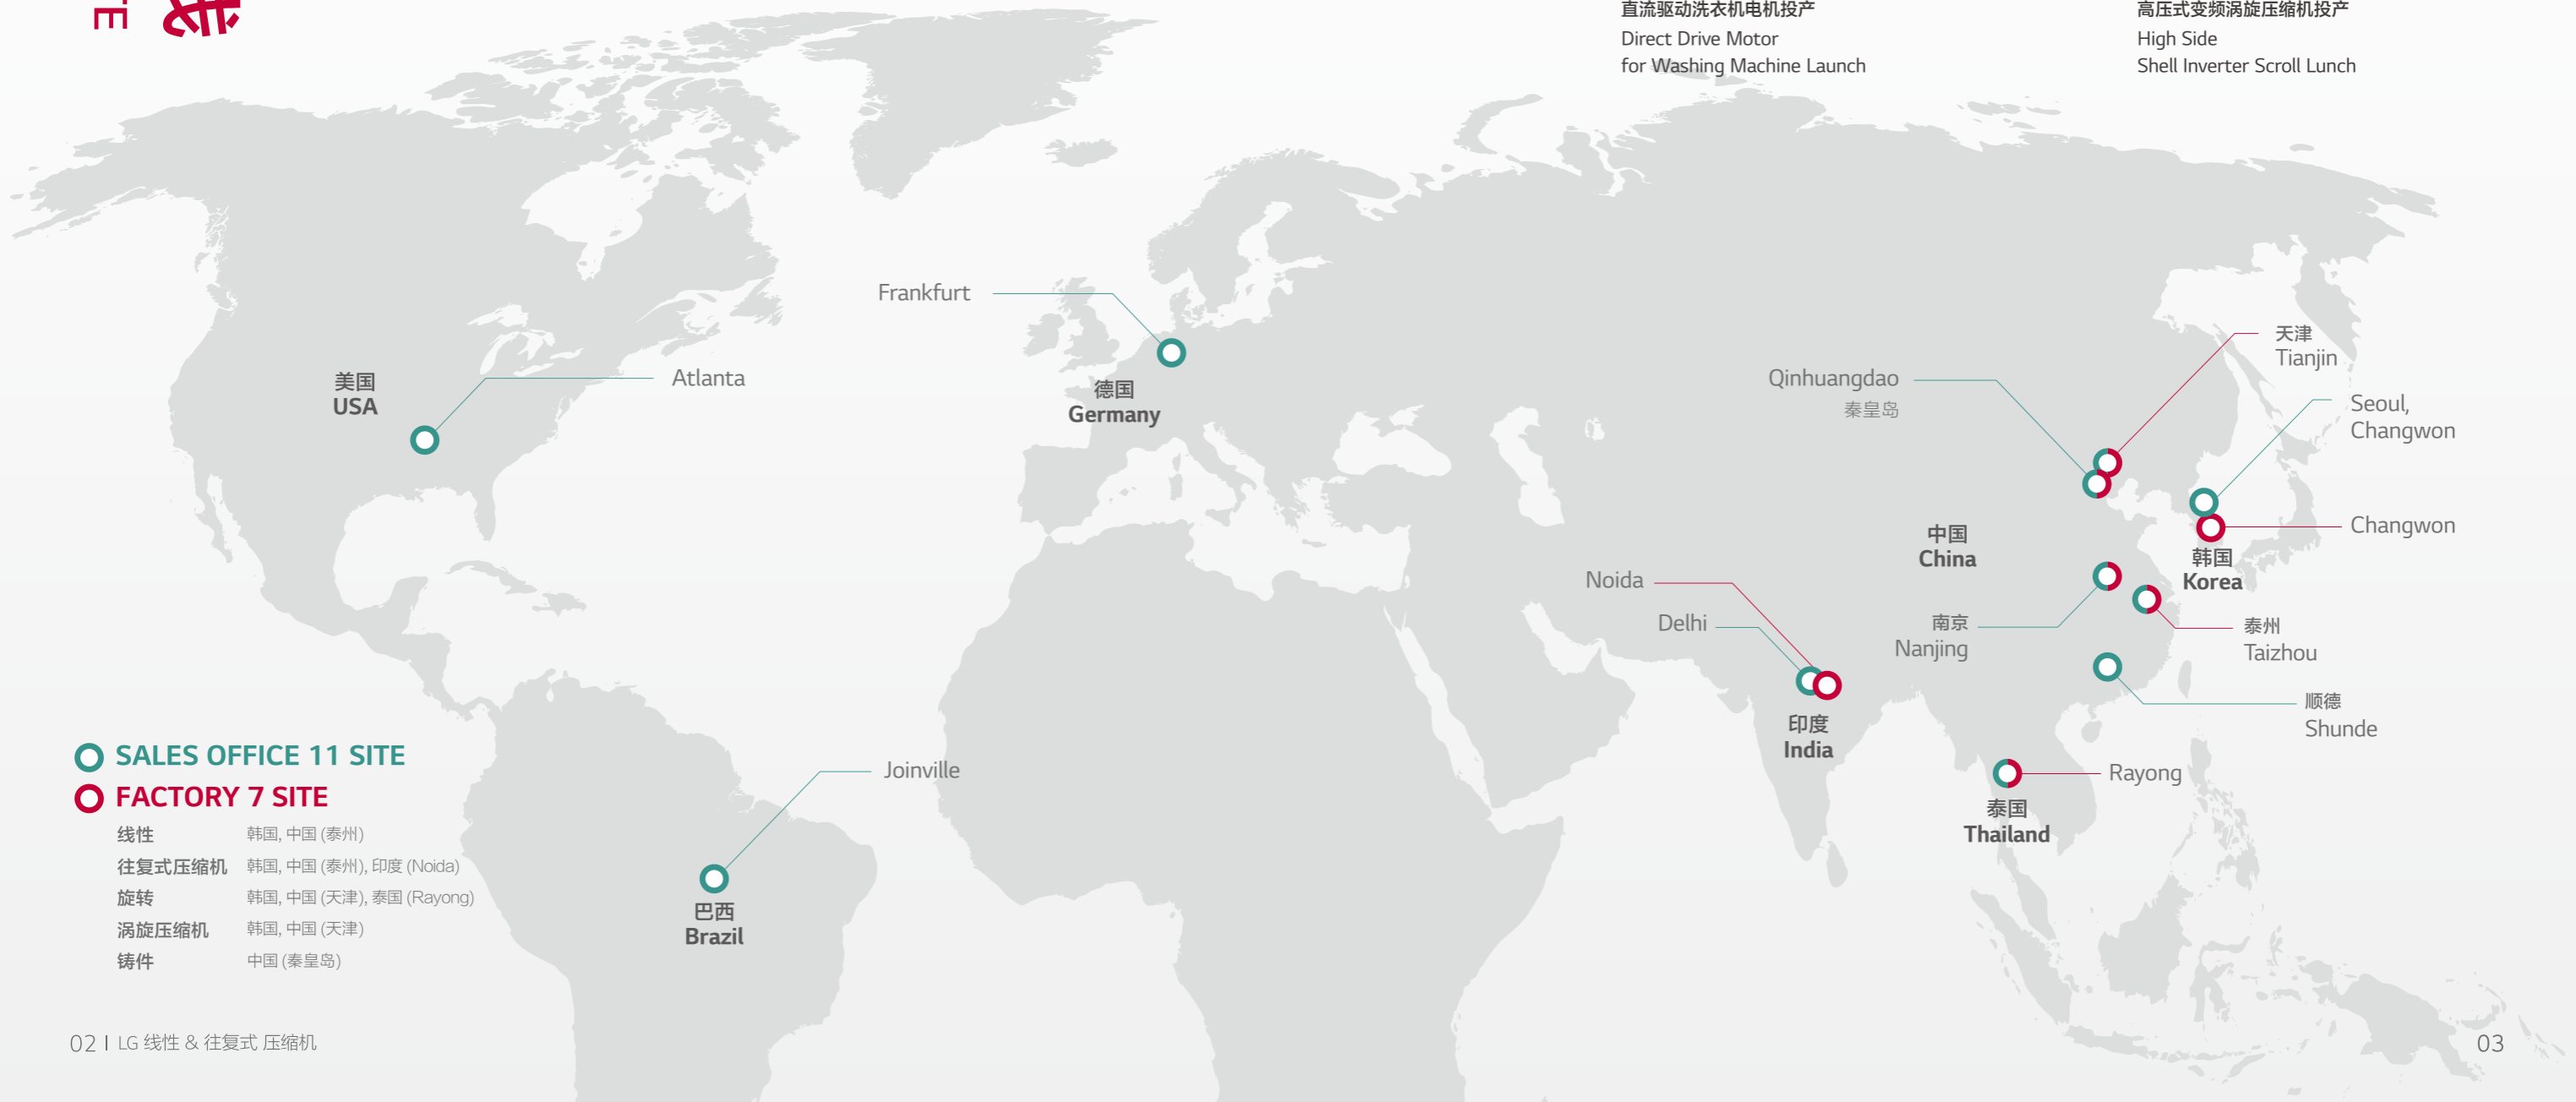 直流驱动洗衣机电机投产
Direct Drive Motor
for Washing Machine Launch
高压式变频涡旋压缩机投产
High Side
Shell Inverter Scroll Lunch
Frankfurt
德国
Germany
美国
USA
Atlanta
Qinhuangdao
秦皇岛
天津
Tianjin
Seoul,
Changwon
Changwon
韩国
Korea
中国
China
Noida
Delhi
印度
India
南京
Nanjing
泰州
Taizhou
顺德
Shunde
Rayong
泰国
Thailand
Joinville
巴西
Brazil
SALES OFFICE 11 SITE
FACTORY 7 SITE
线性 韩国, 中国 (泰州)
往复式压缩机 韩国, 中国 (泰州), 印度 (Noida)
旋转 韩国, 中国 (天津), 泰国 (Rayong)
涡旋压缩机 韩国, 中国 (天津)
铸件 中国 (秦皇岛)
02 | LG 线性 & 往复式 压缩机
03